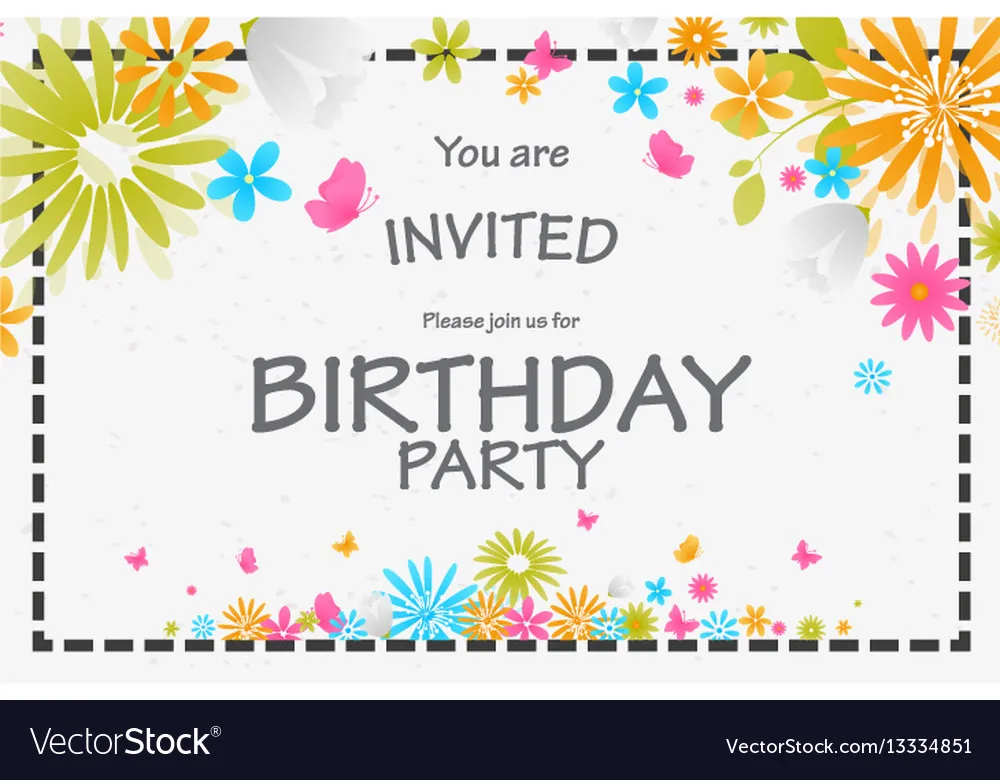 You are
INVITED
Please join us for
BIRTHDAY
PARTY
VectorStock®
VectorStock.com/13334851